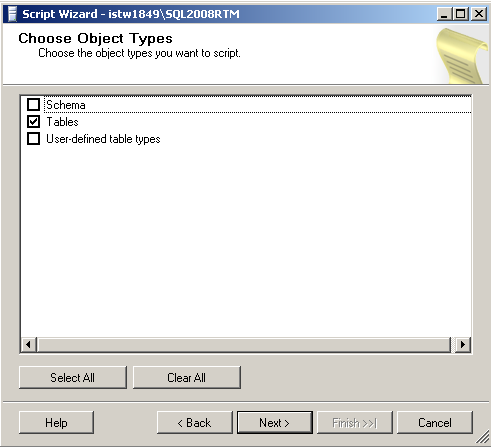 Script Wizard - istw1849\SQL2008RTM
Choose Object Types
Choose the object types you want to script.
Schema
Tables
User-defined table types
Select All
Clear All
Help
< Back
Next >
Finish >>|
Cancel